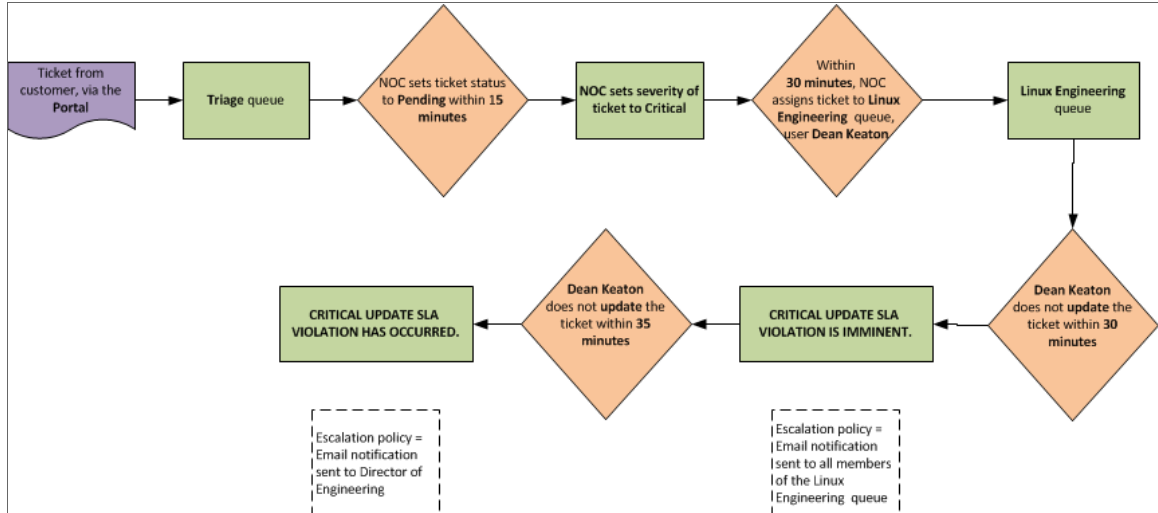 Ticket from
customer, via the
Portal
Triage queue
NOC sets ticket status
to Pending within 15
minutes
NOC sets severity of
ticket to Critical
Within
30 minutes, NOC
assigns ticket to Linux
Engineering queue,
user Dean Keaton
Linux Engineering
queue
Dean Keaton
does not update the
ticket within 30
minutes
CRITICAL UPDATE SLA
VIOLATION IS IMMINENT.
Dean Keaton
does not update the
ticket within 35
minutes
CRITICAL UPDATE SLA
VIOLATION HAS OCCURRED.
Escalation policy =
Email notification
sent to Director of
Engineering
Escalation policy =
Email notification
sent to all members
of the Linux
Engineering queue